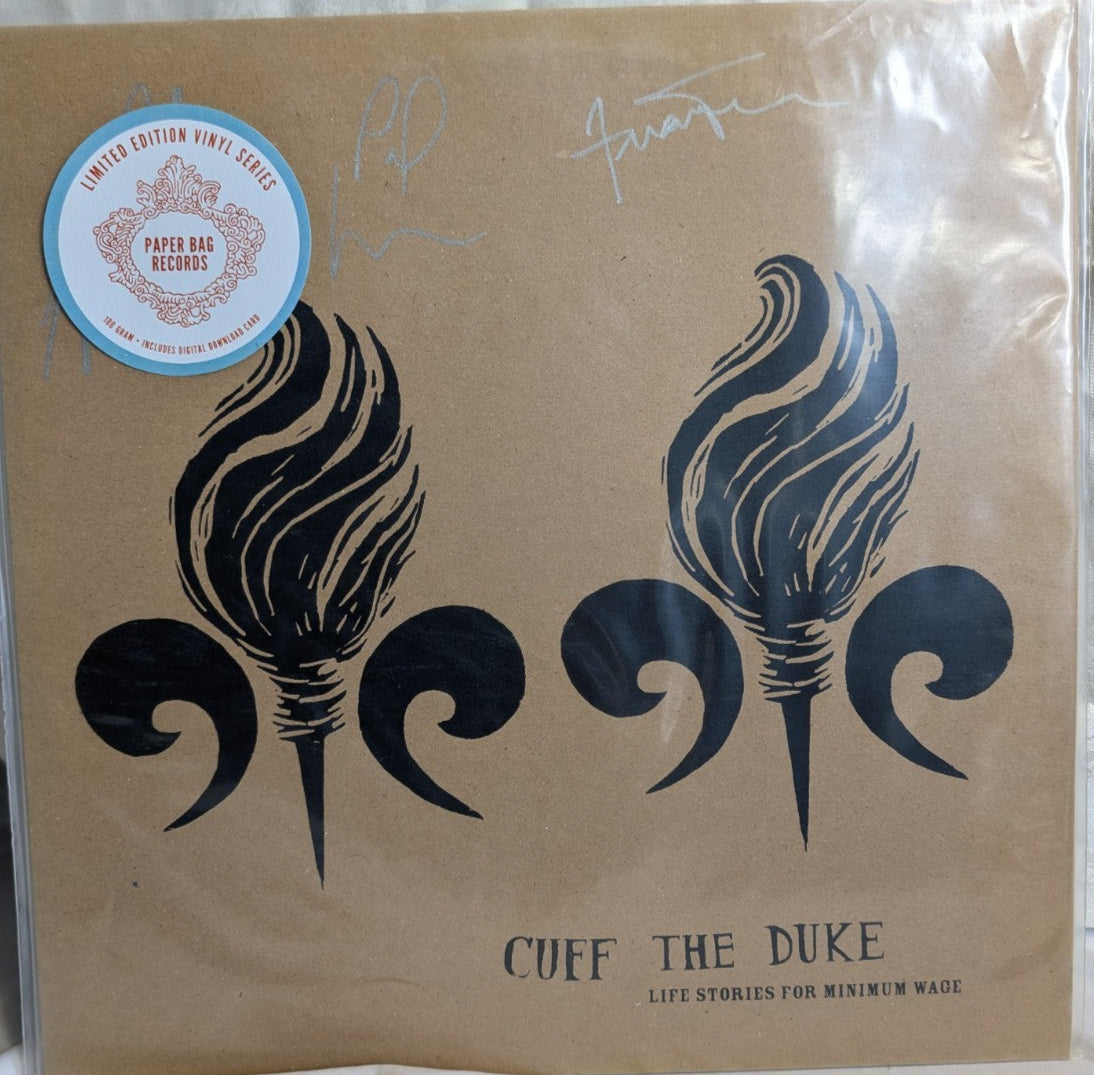 LIMITED EDITION VINYL SERIES
PAPER BAG
RECORDS
180 GRAM • INCLUDES DIGITAL DOWNLOAD CARD
CUFF THE DUKE
LIFE STORIES FOR MINIMUM WAGE